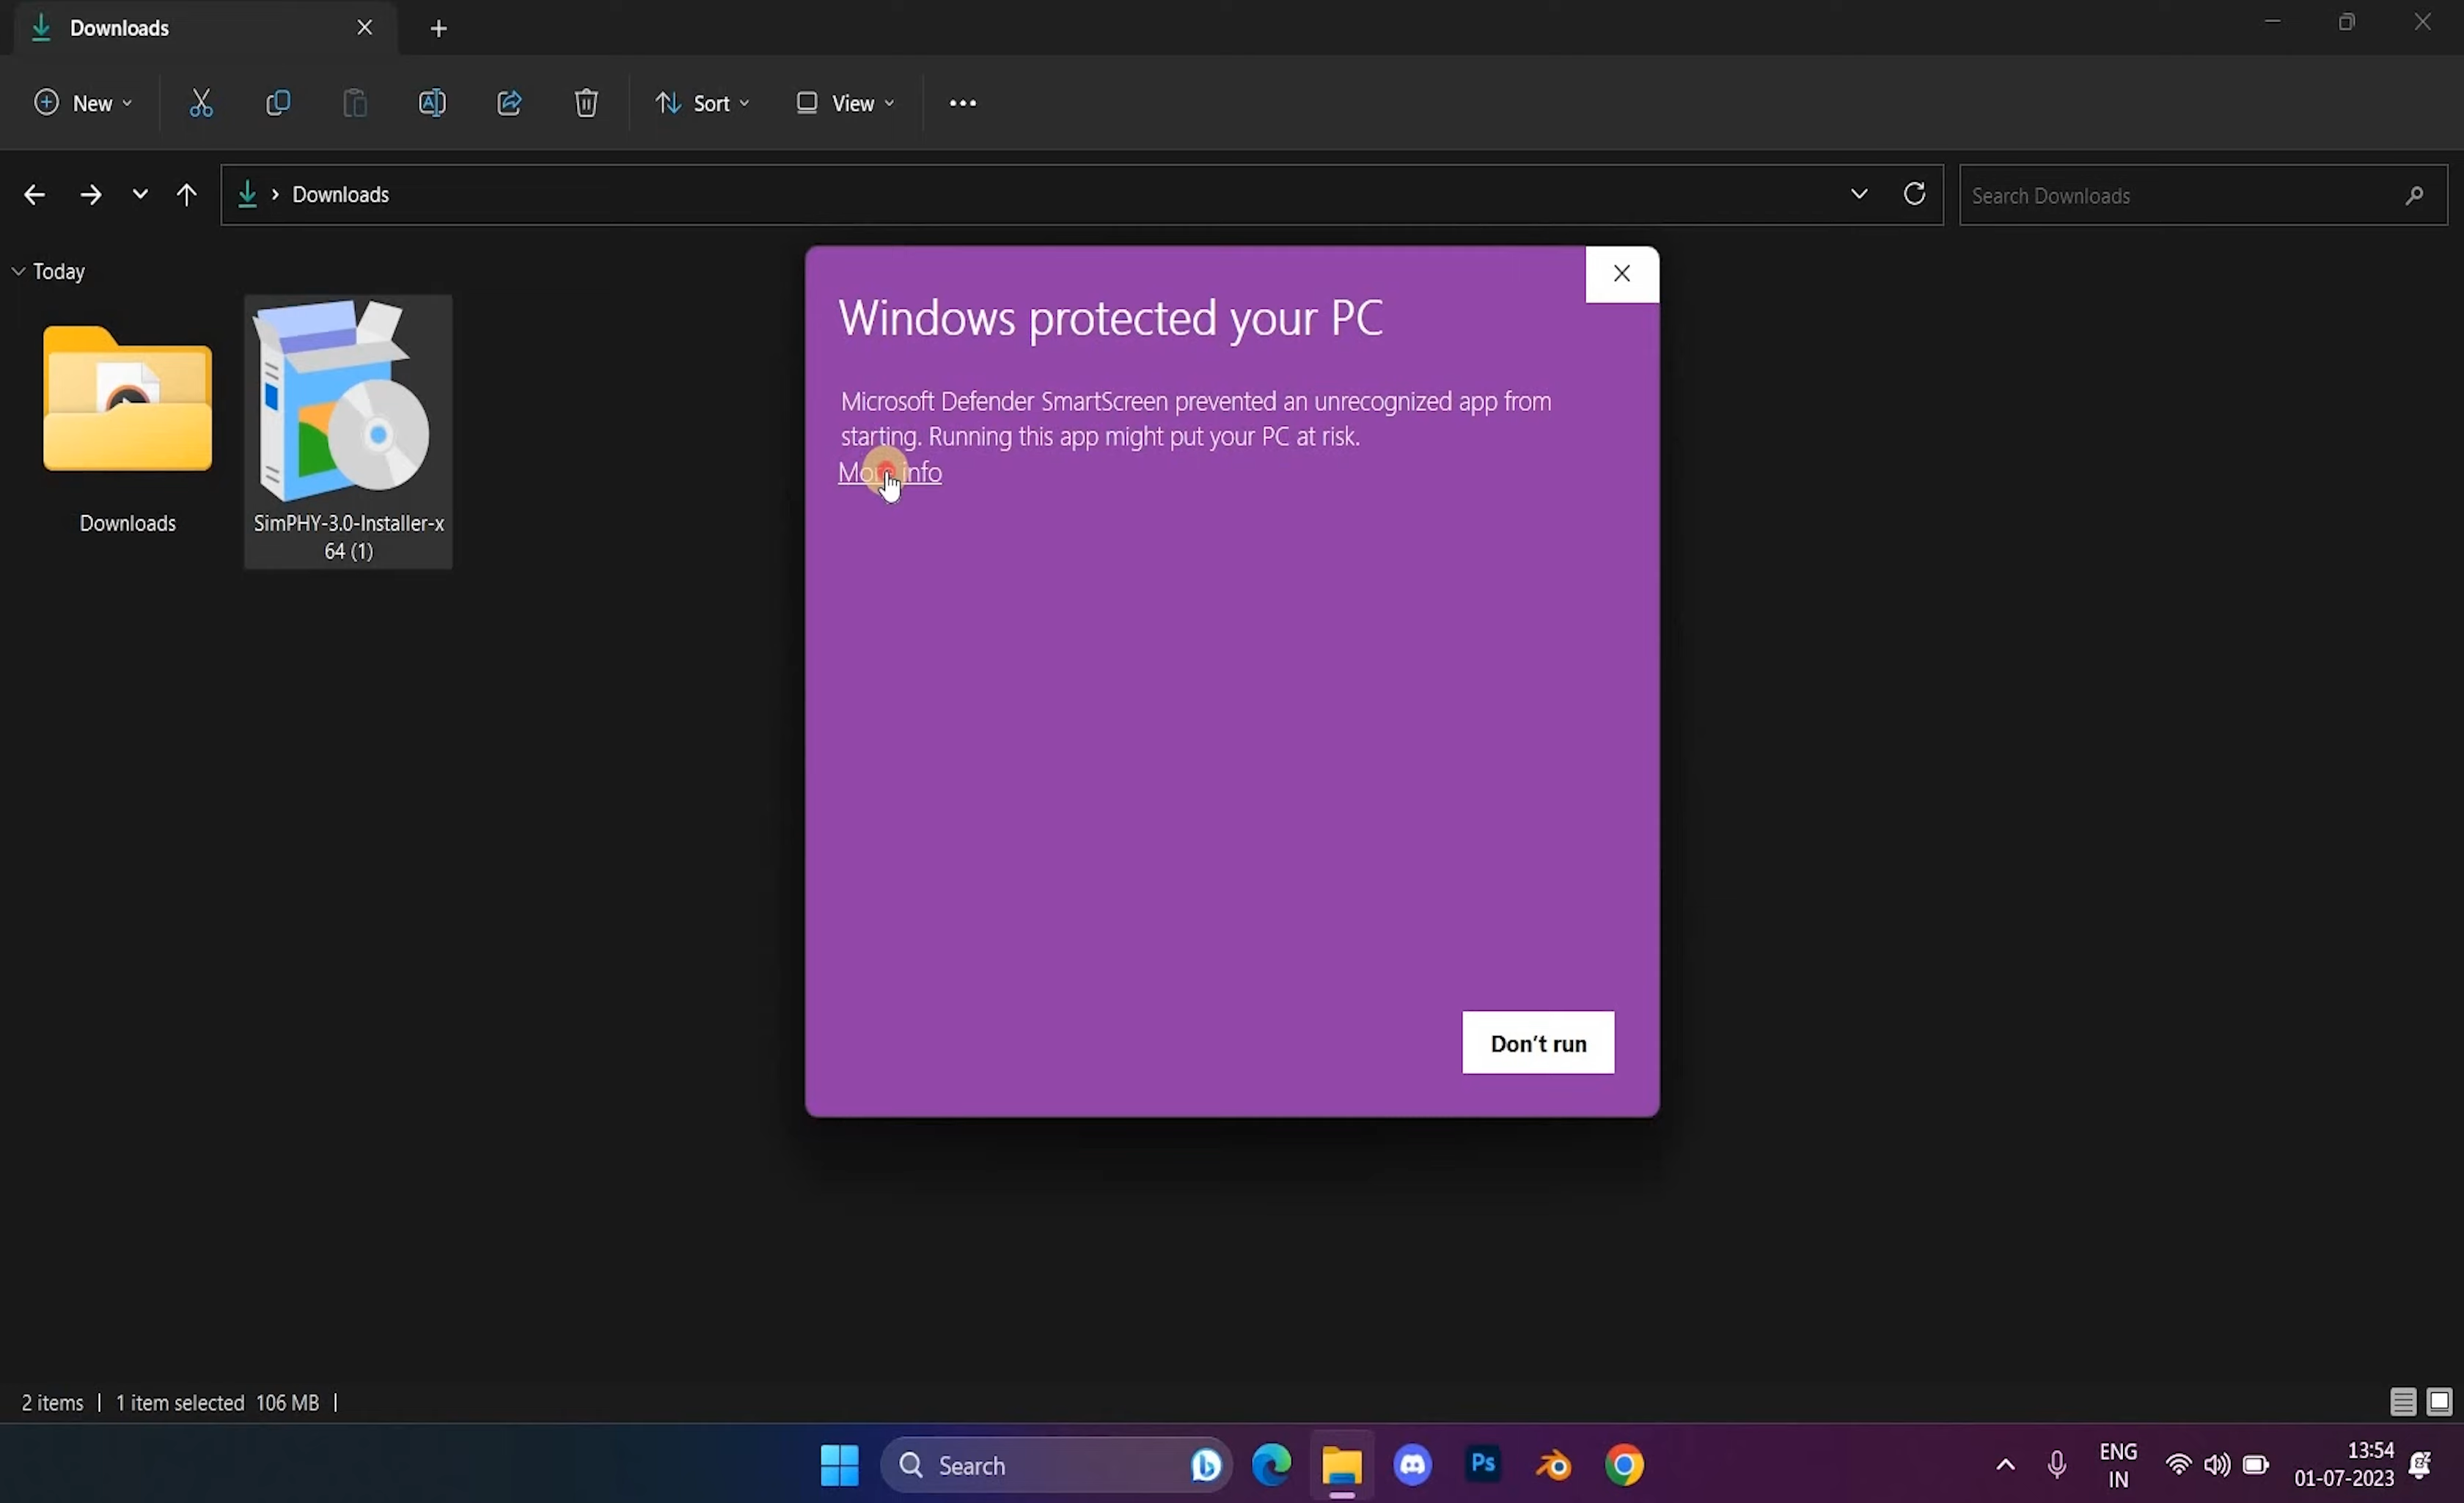 Downloads
New
Sort
View
Downloads
Search Downloads
Today
Downloads
SimPHY-3.0-Installer-x
64 (1)
Windows protected your PC
Microsoft Defender SmartScreen prevented an unrecognized app from
starting. Running this app might put your PC at risk.
More info
Don't run
2 items
1 item selected 106 MB
Search
Ps
ENG
IN
13:54
01-07-2023